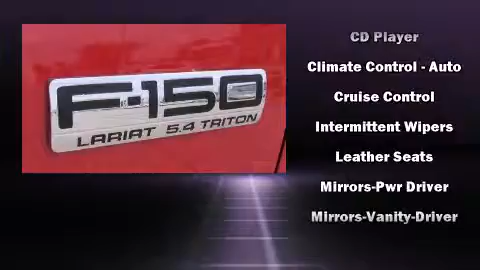 F-150
LARIAT 5.4 TRITON
CD Player
Climate Control - Auto
Cruise Control
Intermittent Wipers
Leather Seats
Mirrors-Pwr Driver
Mirrors-Vanity-Driver